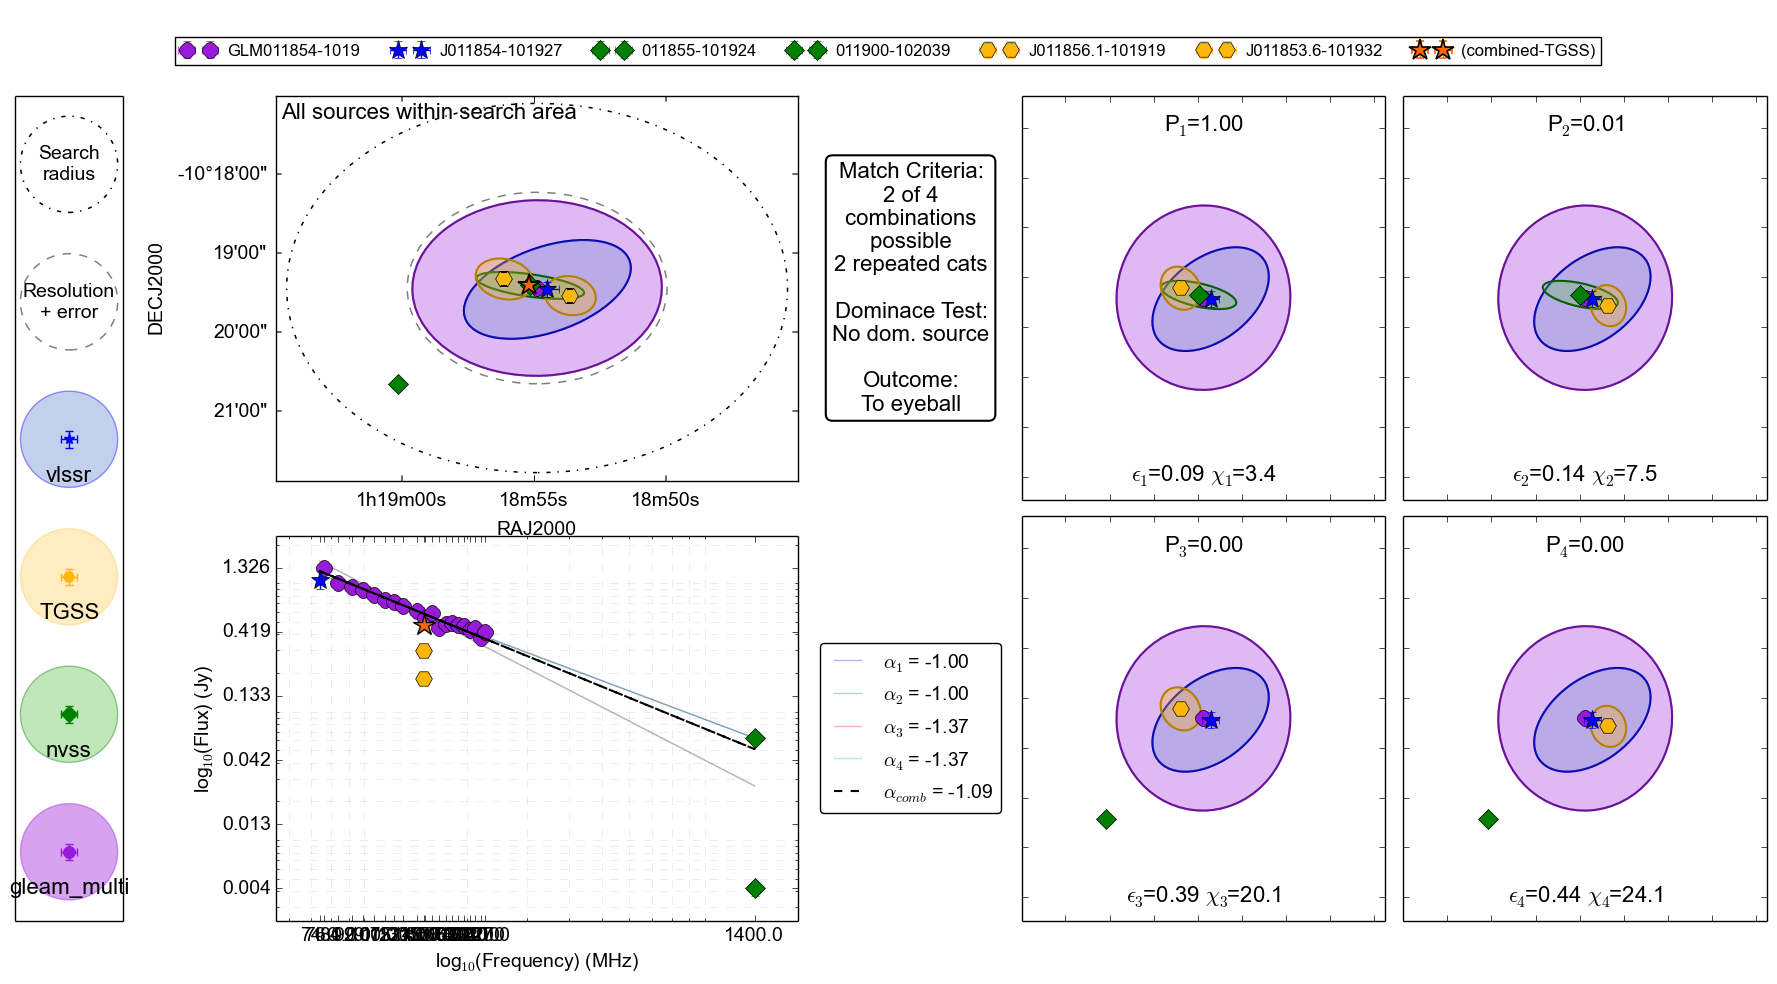 GLM011854-1019 J011854-101927 011855-101924 011900-102039 J011856.1-101919 J011853.6-101932 (combined-TGSS)
Search
radius
Resolution
+ error
vlssr
TGSS
nvss
gleam_multi
All sources within search area
DECJ2000
-10°18'00"
19'00"
20'00"
21'00"
1h19m00s 18m55s 18m50s
RAJ2000
Match Criteria:
2 of 4
combinations
possible
2 repeated cats
Dominace Test:
No dom. source
Outcome:
To eyeball
P1=1.00
ϵ1=0.09 χ1=3.4
P2=0.01
ϵ2=0.14 χ2=7.5
log10(Flux) (Jy)
1.326
0.419
0.133
0.042
0.013
0.004
1400.0
log10(Frequency) (MHz)
α1 = -1.00
α2 = -1.00
α3 = -1.37
α4 = -1.37
αcomb = -1.09
P3=0.00
ϵ3=0.39 χ3=20.1
P4=0.00
ϵ4=0.44 χ4=24.1